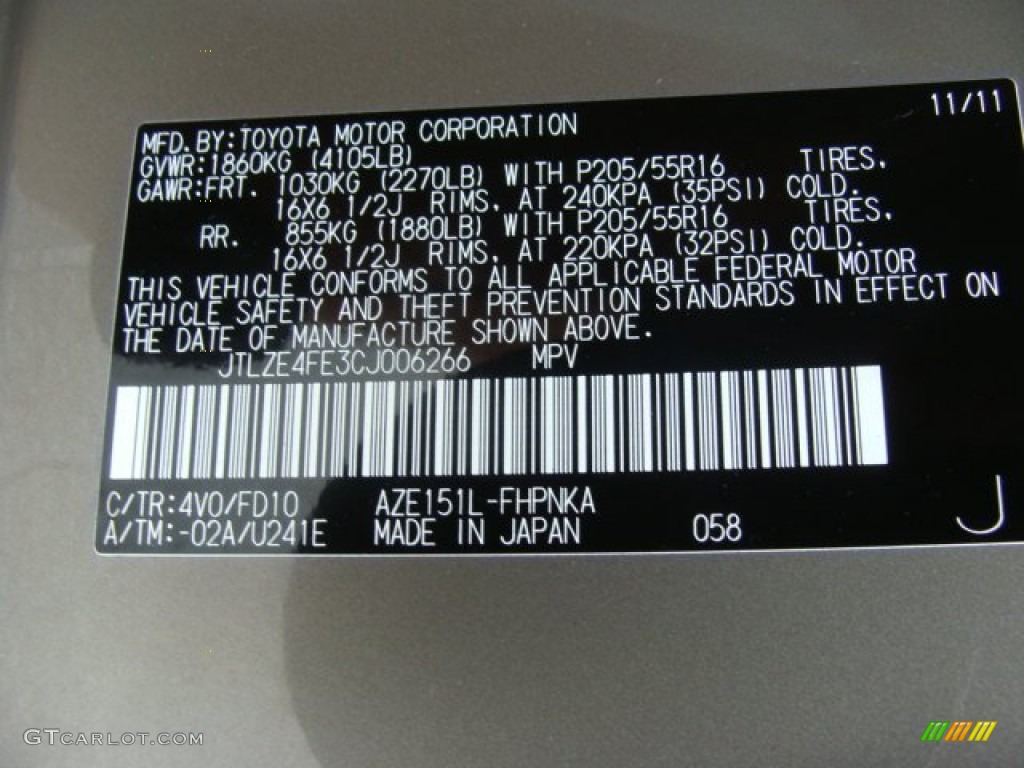 11/11
MFD.BY:TOYOTA MOTOR CORPORATION
GVWR:1860KG (4105LB)
GAWR:FRT. 1030KG (2270LB) WITH P205/55R16 TIRES,
16X6 1/2J RIMS, AT 240KPA (35PSI) COLD.
RR. 855KG (1880LB) WITH P205/55R16 TIRES,
16X6 1/2J RIMS, AT 220KPA (32PSI) COLD.
THIS VEHICLE CONFORMS TO ALL APPLICABLE FEDERAL MOTOR
VEHICLE SAFETY AND THEFT PREVENTION STANDARDS IN EFFECT ON
THE DATE OF MANUFACTURE SHOWN ABOVE.
JTLZE4FE3CJ006266 MPV
C/TR:4V0/FD10 AZE151L-FHPNKA
A/TM:-02A/U241E MADE IN JAPAN 058 J
GTCARLOT.COM